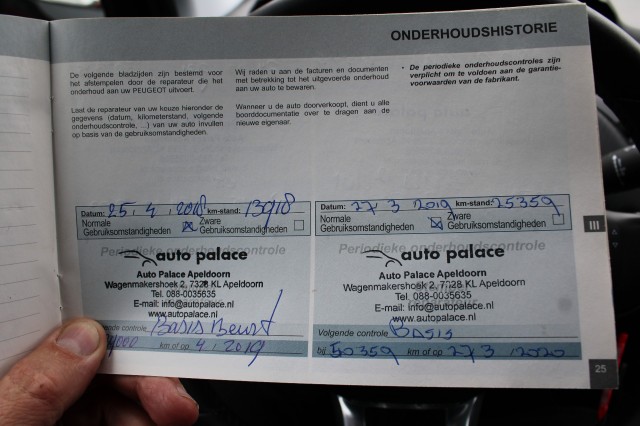 ONDERHOUDSHISTORIE
De volgende bladzijden zijn bestemd voor
het afstempelen door de reparateur die het
onderhoud aan uw PEUGEOT uitvoert.
Laat de reparateur van uw keuze hieronder de
gegevens (datum, kilometerstand, volgende
onderhoudscontrole, ...) van uw auto invullen
op basis van de gebruiksomstandigheden.
Wij raden u aan de facturen en documenten
met betrekking tot het uitgevoerde onderhoud
aan uw auto te bewaren.
Wanneer u de auto doorverkoopt, dient u alle
boorddocumentatie over te dragen aan de
nieuwe eigenaar.
• De periodieke onderhoudscontroles zijn
verplicht om te voldoen aan de garantie-
voorwaarden van de fabrikant.
Datum: 25 . 4 . 2018 km-stand: 13918
Normale Gebruiksomstandigheden
Zware Gebruiksomstandigheden
Periodieke onderhoudscontrole
auto palace
Auto Palace Apeldoorn
Wagenmakershoek 2, 7328 KL Apeldoorn
Tel. 088-0035635
E-mail: info@autopalace.nl
www.autopalace.nl
Volgende controle Basis Beurt
km of op 4 . 2019
Datum: 27 . 3 . 2019 km-stand: 25359
Normale Gebruiksomstandigheden
Zware Gebruiksomstandigheden
Periodieke onderhoudscontrole
auto palace
Auto Palace Apeldoorn
Wagenmakershoek 2, 7328 KL Apeldoorn
Tel. 088-0035635
E-mail: info@autopalace.nl
www.autopalace.nl
Volgende controle Basis
bij 50359 km of op 27 3 2020
III
25